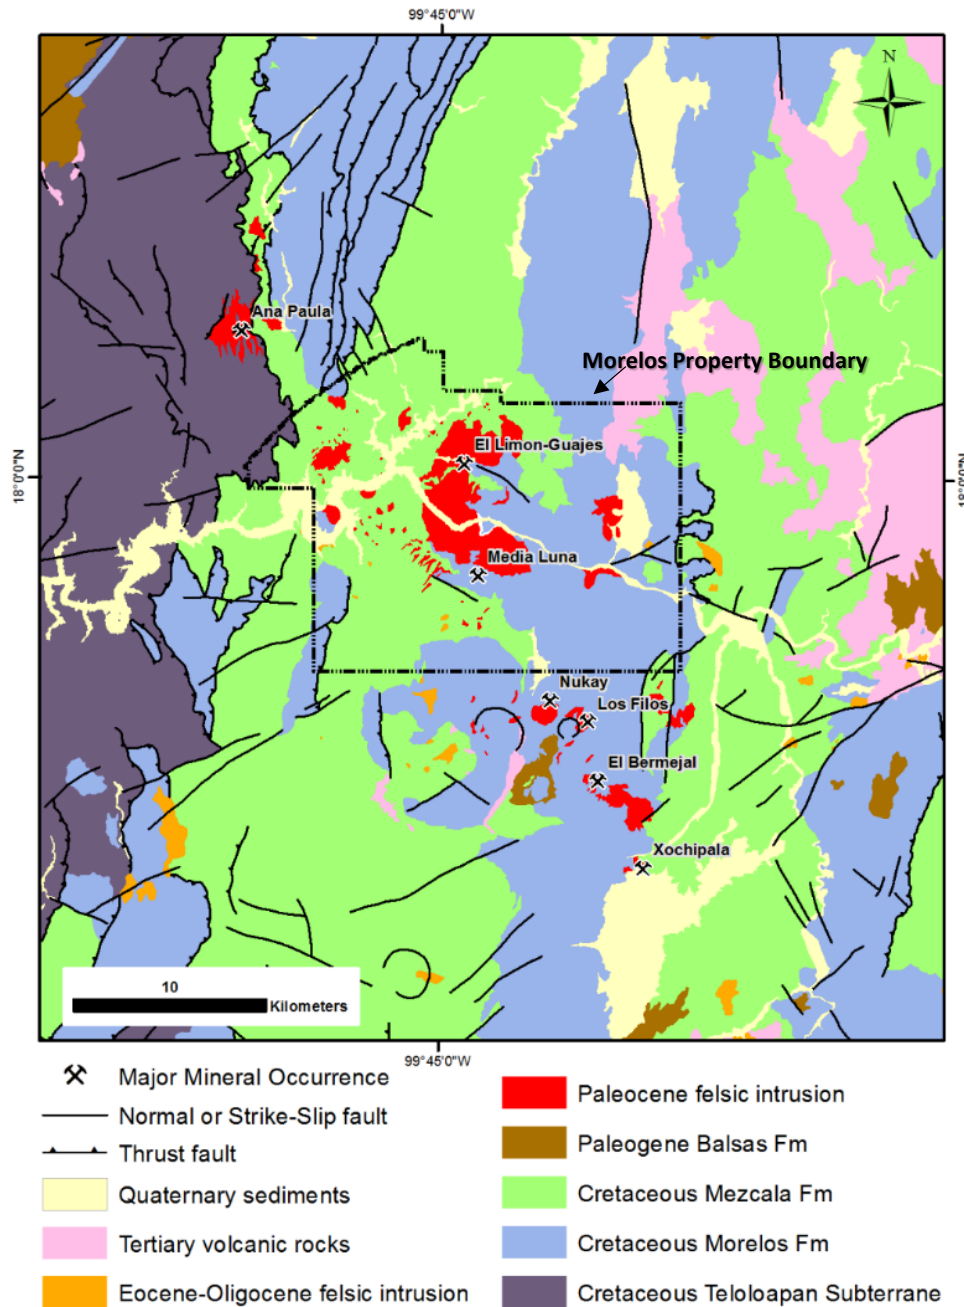 99°45'0"W
N
Ana Paula
Morelos Property Boundary
El Limon-Guajes
18°0'0"N
18°0'0"N
Media Luna
Nukay
Los Filos
El Bermejal
Xochipala
10
Kilometers
99°45'0"W
Major Mineral Occurrence
Normal or Strike-Slip fault
Thrust fault
Quaternary sediments
Tertiary volcanic rocks
Eocene-Oligocene felsic intrusion
Paleocene felsic intrusion
Paleogene Balsas Fm
Cretaceous Mezcala Fm
Cretaceous Morelos Fm
Cretaceous Teloloapan Subterrane